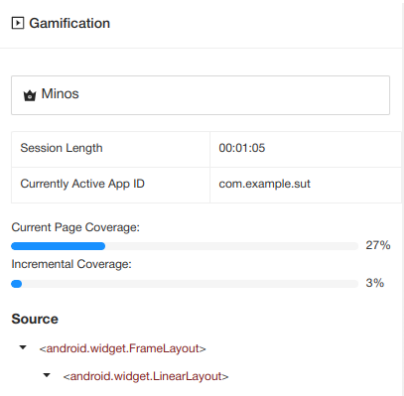 Gamification
Minos
Session Length 00:01:05
Currently Active App ID com.example.sut
Current Page Coverage:
27%
Incremental Coverage:
3%
Source
<android.widget.FrameLayout>
<android.widget.LinearLayout>